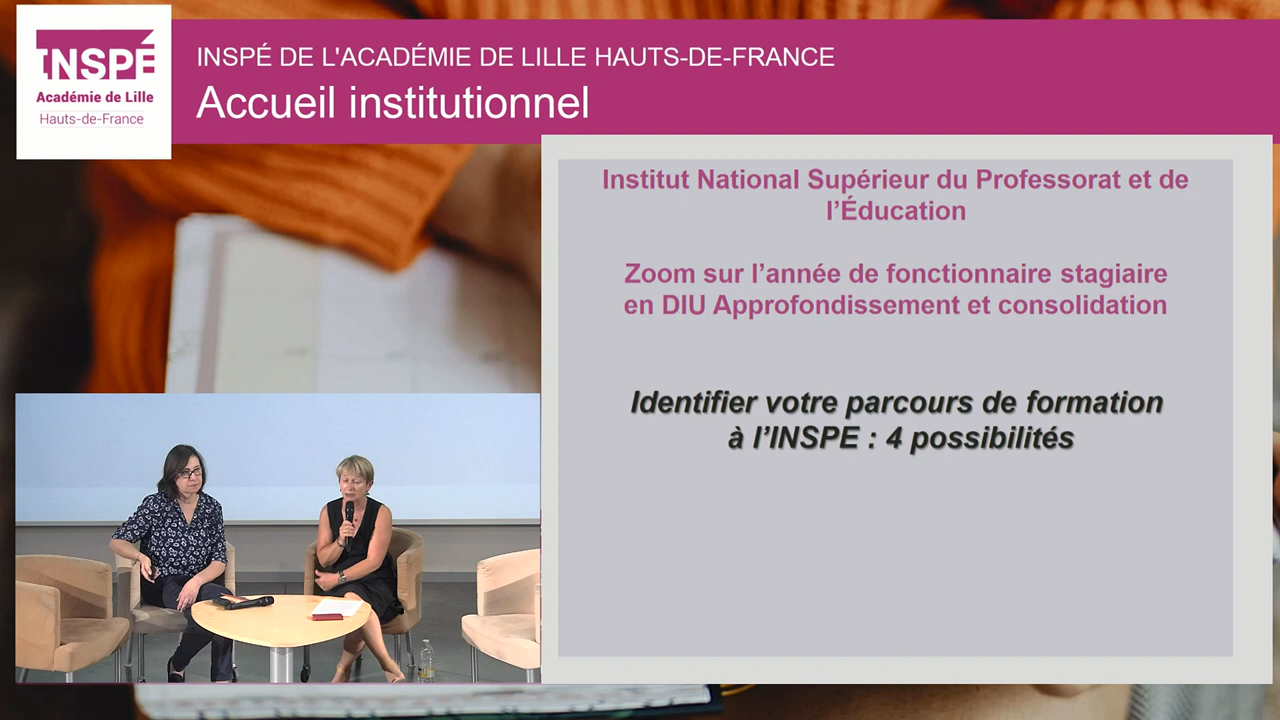 INSPÉ
Académie de Lille
Hauts-de-France
INSPÉ DE L'ACADÉMIE DE LILLE HAUTS-DE-FRANCE
Accueil institutionnel
Institut National Supérieur du Professorat et de
l’Éducation
Zoom sur l’année de fonctionnaire stagiaire
en DIU Approfondissement et consolidation
Identifier votre parcours de formation
à l’INSPE : 4 possibilités